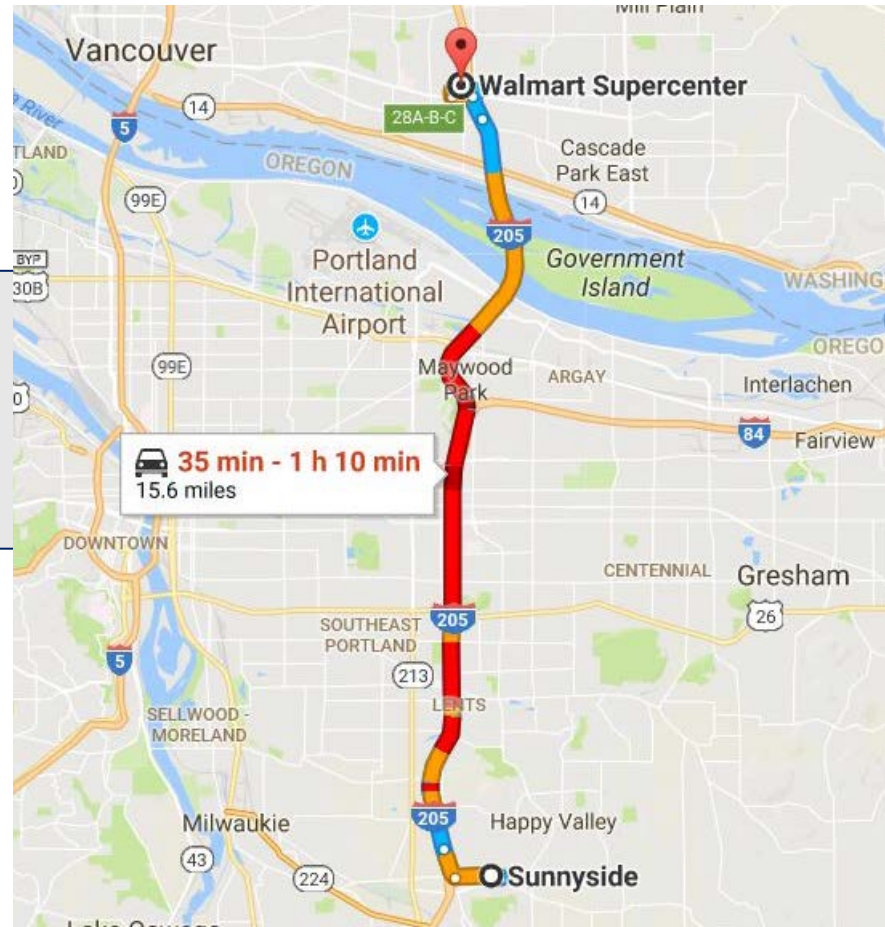 Mill Plain
Vancouver
Walmart Supercenter
14
28A-B-C
5
Cascade
Park East
OREGON
99E
14
205
Portland
International
Airport
Government
Island
BYP
30B
WASHING
OREGO
99E
Maywood
Park
ARGAY
Interlachen
84
Fairview
35 min - 1 h 10 min
15.6 miles
DOWNTOWN
CENTENNIAL
Gresham
SOUTHEAST
PORTLAND
205
26
5
213
SELLWOOD -
MORELAND
LENTS
205
Milwaukie
Happy Valley
43
224
Sunnyside